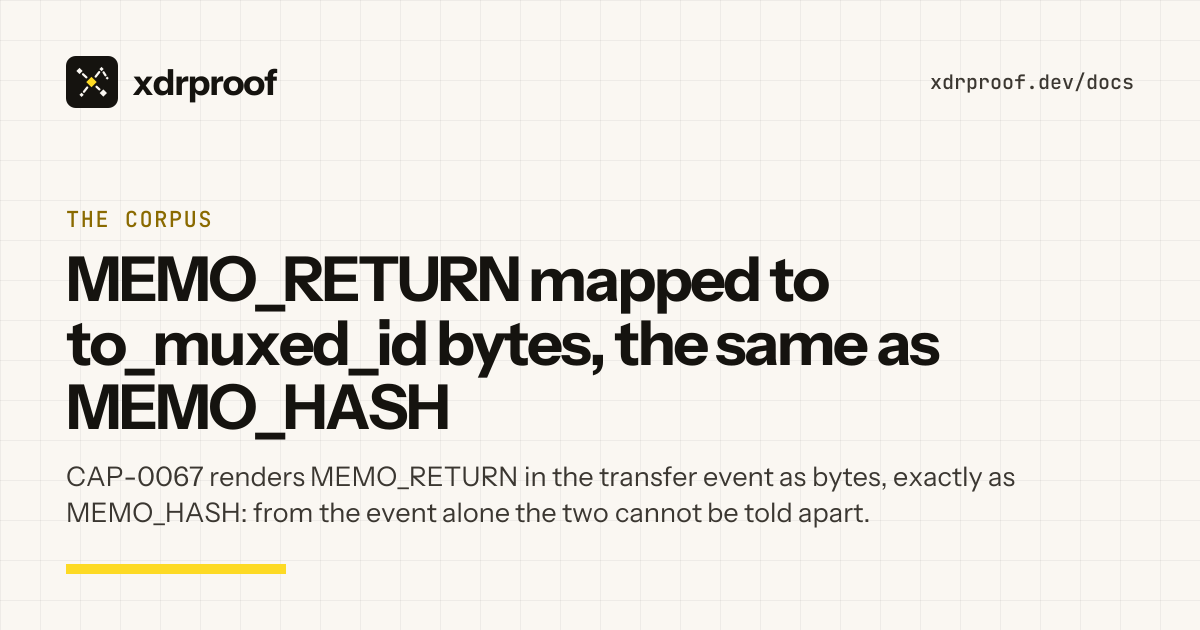 xdrproof
xdrproof.dev/docs
THE CORPUS
MEMO_RETURN mapped to
to_muxed_id bytes, the same as
MEMO_HASH
CAP-0067 renders MEMO_RETURN in the transfer event as bytes, exactly as
MEMO_HASH: from the event alone the two cannot be told apart.